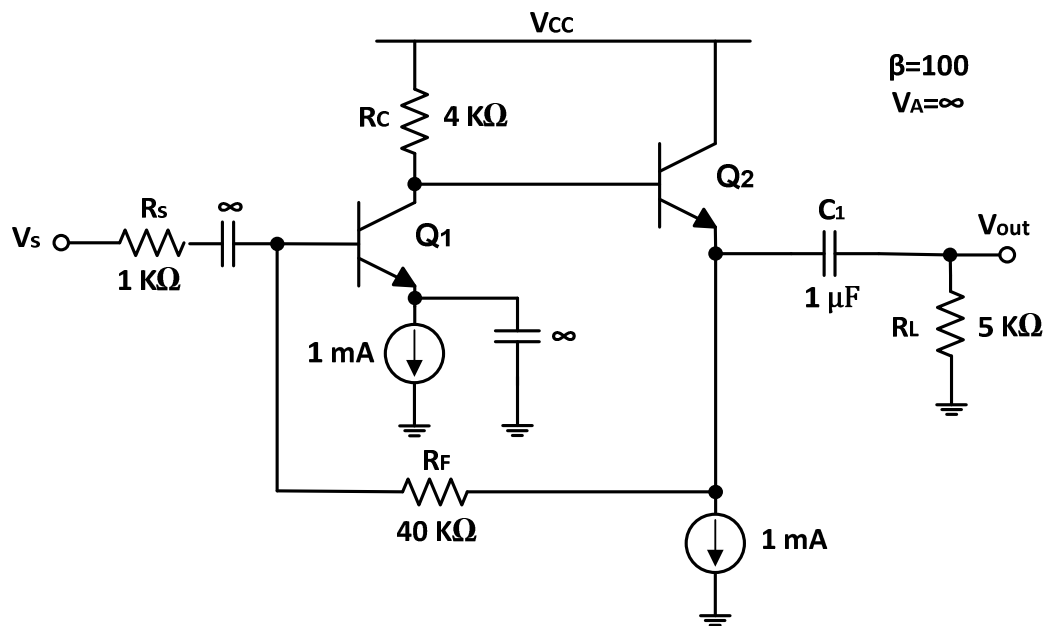 VCC
β=100
VA=∞
RC 4 KΩ
Q2
RS ∞
VS
1 KΩ
Q1
C1
1 µF
Vout
RL 5 KΩ
1 mA
∞
RF
40 KΩ
1 mA